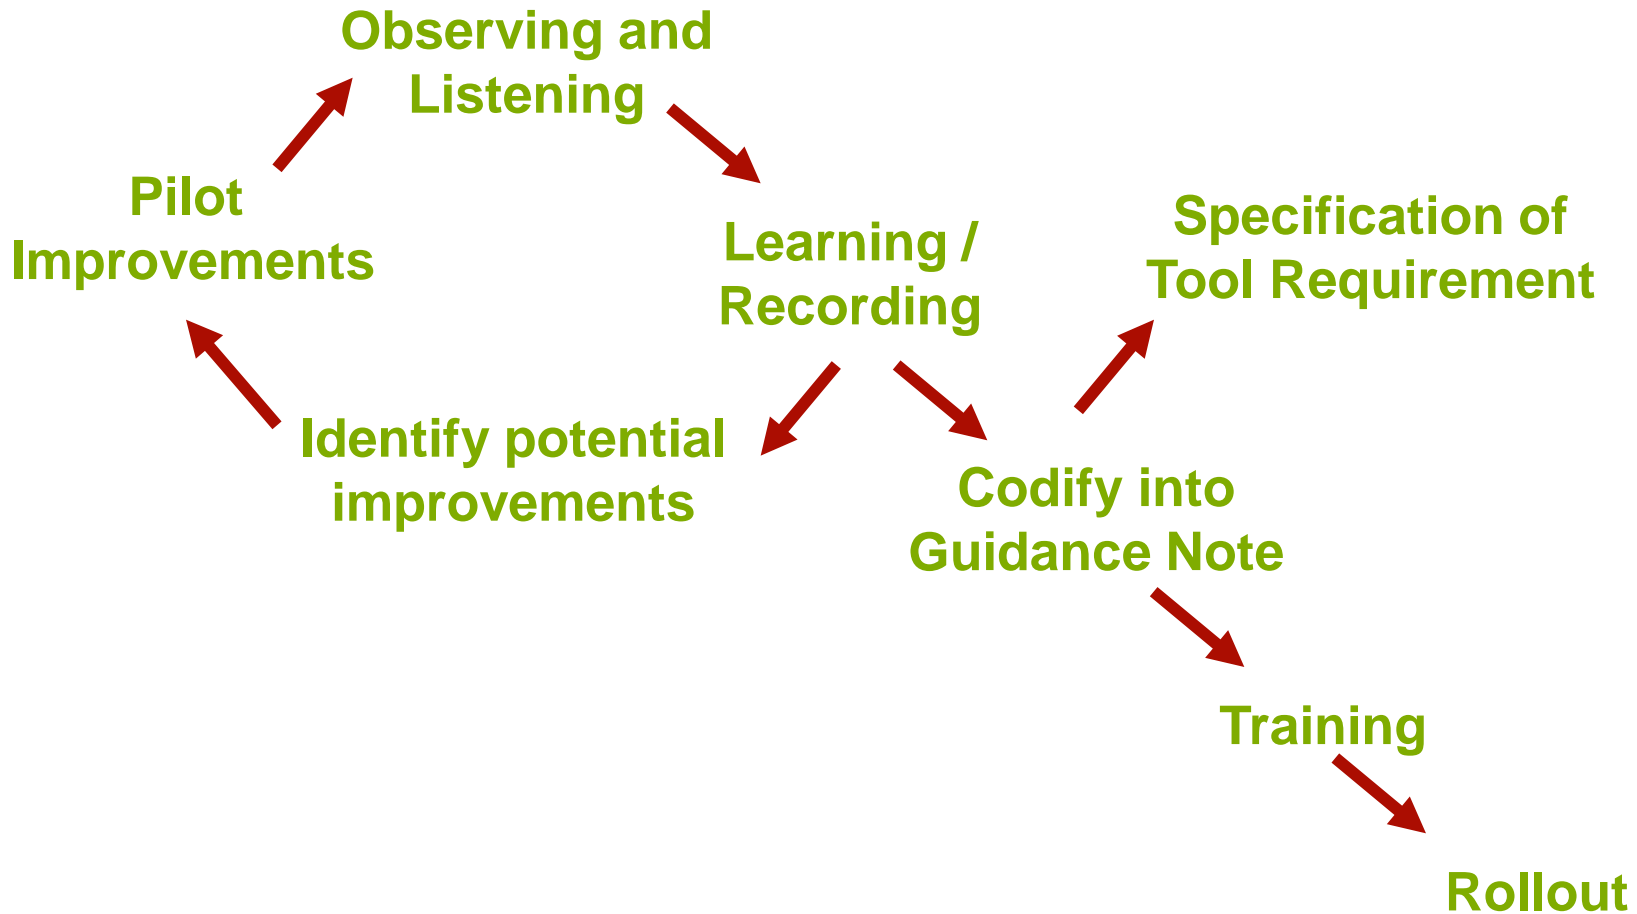 Observing and
Listening
Pilot
Improvements
Learning /
Recording
Specification of
Tool Requirement
Identify potential
improvements
Codify into
Guidance Note
Training
Rollout